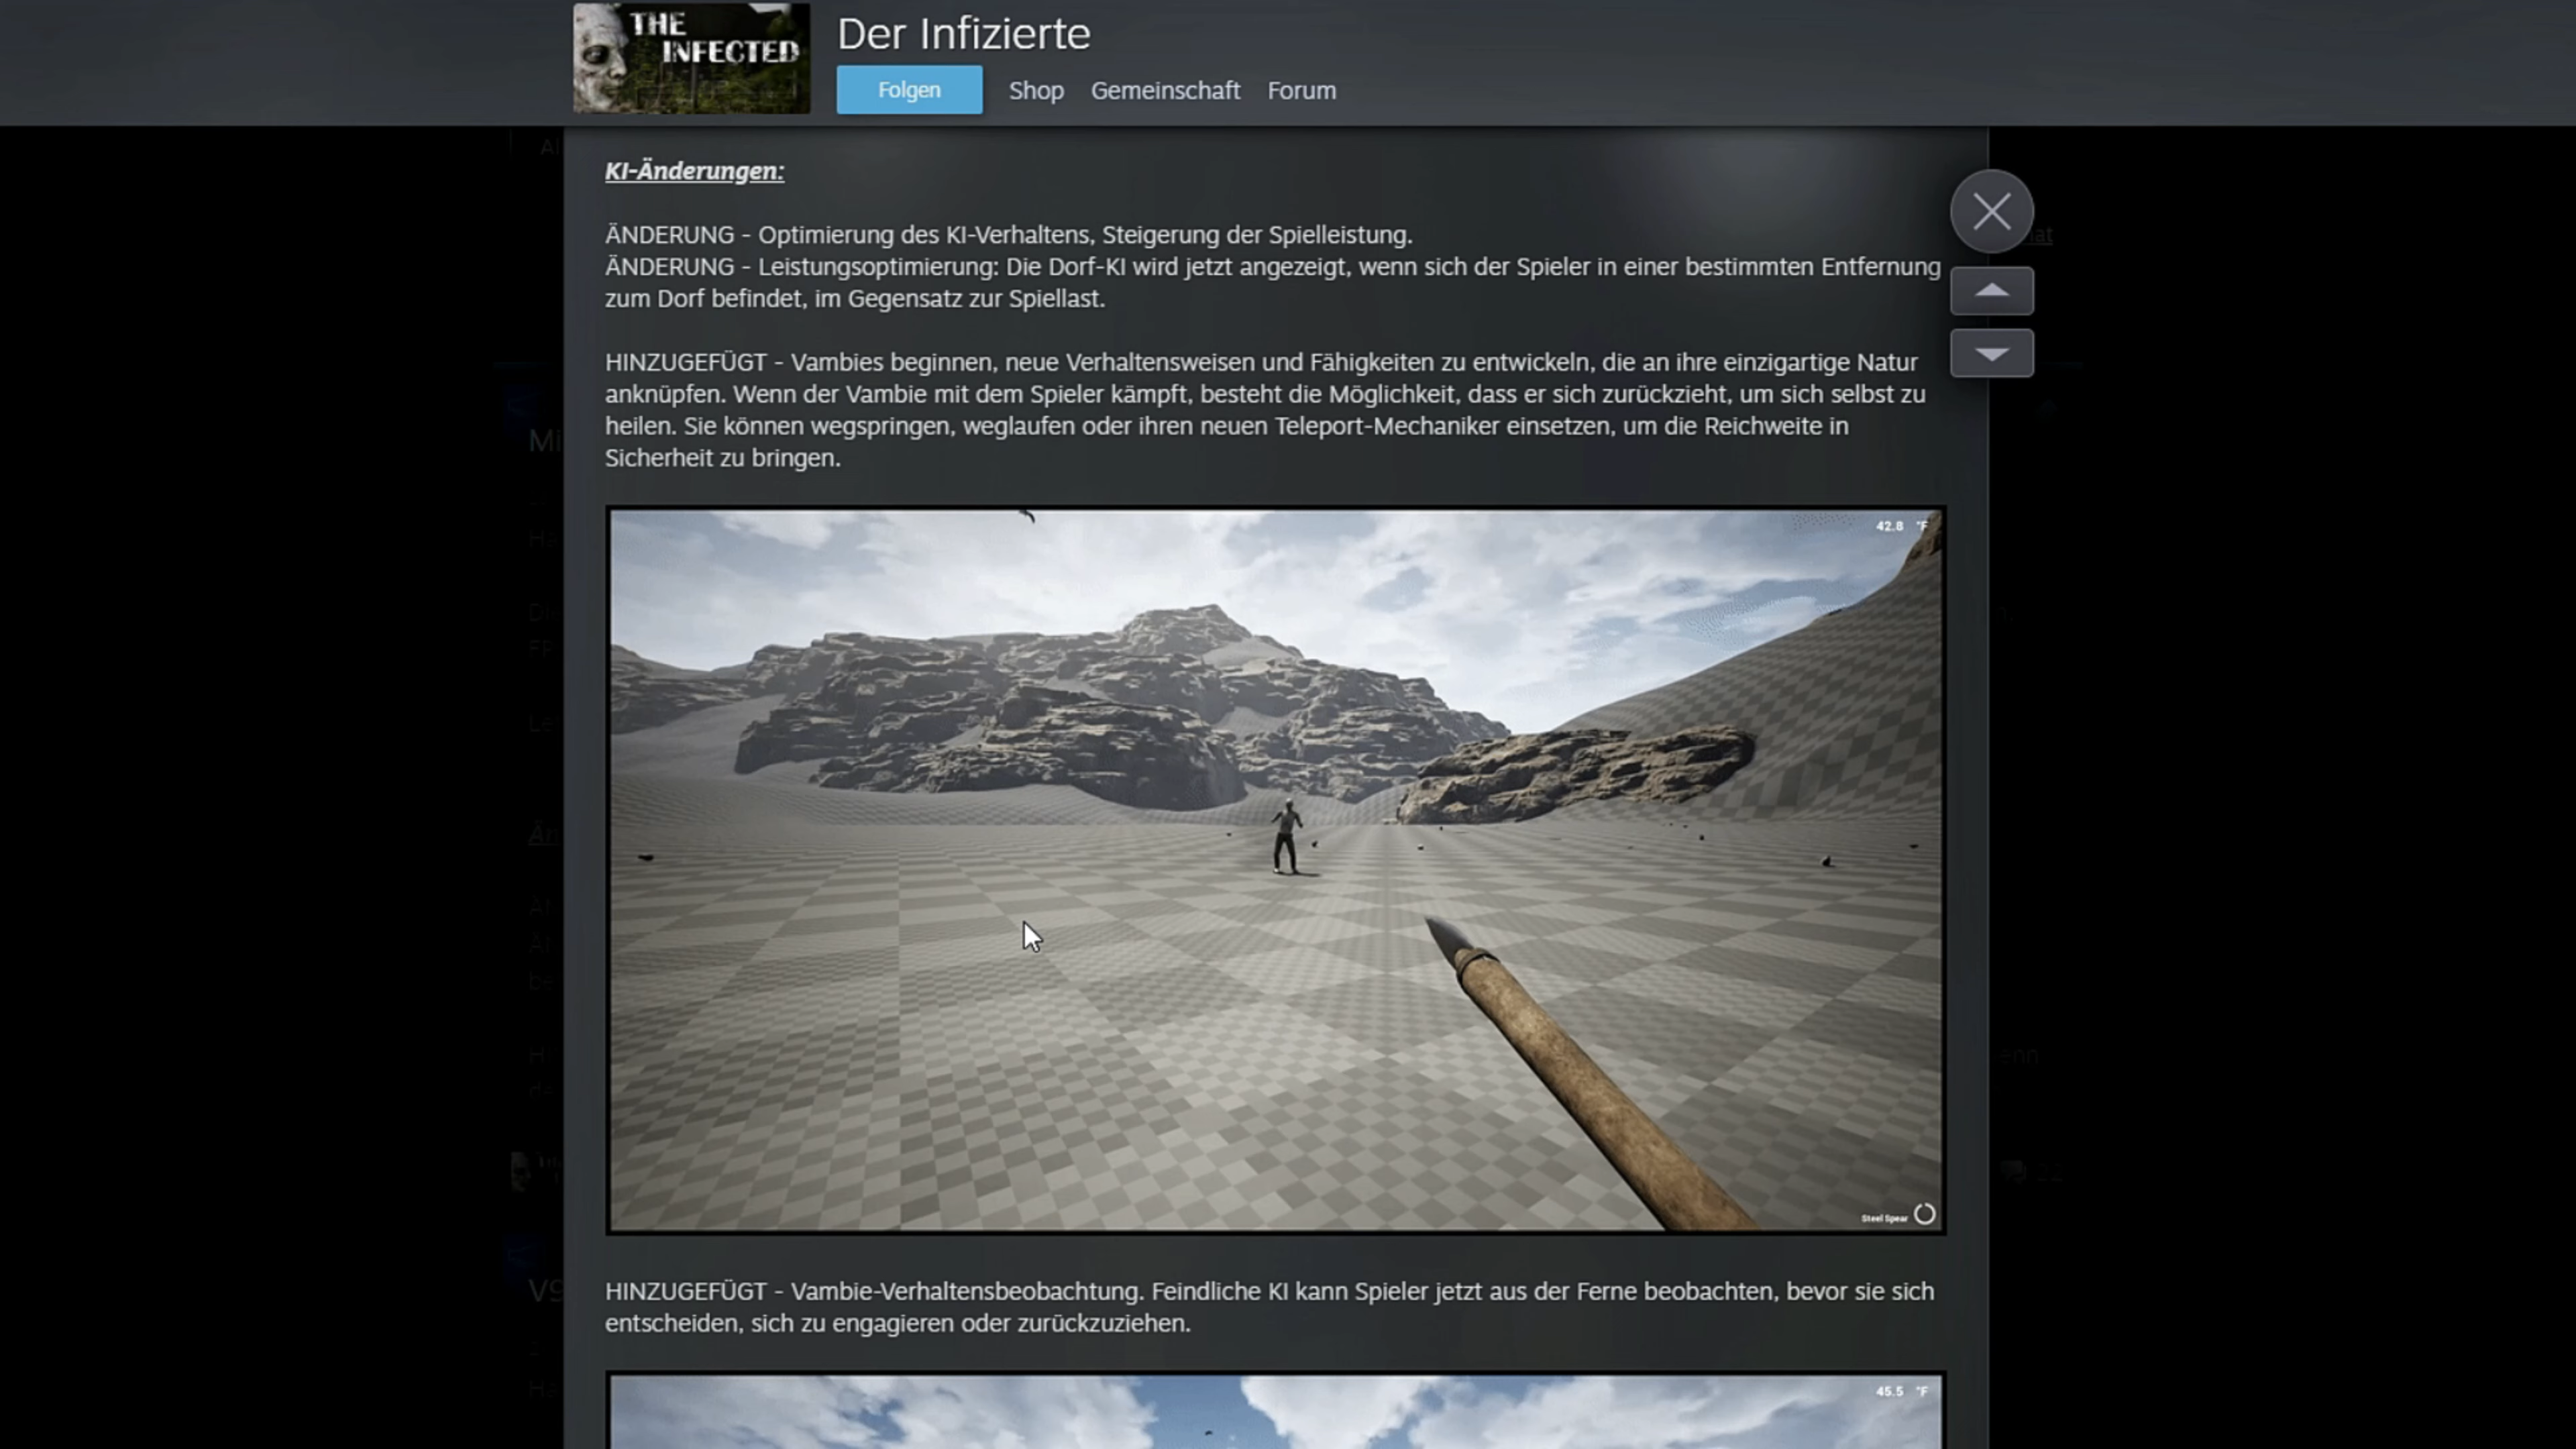 THE
INFECTED
Der Infizierte
Folgen
Shop
Gemeinschaft
Forum
KI-Änderungen:
ÄNDERUNG - Optimierung des KI-Verhaltens, Steigerung der Spielleistung.
ÄNDERUNG - Leistungsoptimierung: Die Dorf-KI wird jetzt angezeigt, wenn sich der Spieler in einer bestimmten Entfernung
zum Dorf befindet, im Gegensatz zur Spiellast.
HINZUGEFÜGT - Vambies beginnen, neue Verhaltensweisen und Fähigkeiten zu entwickeln, die an ihre einzigartige Natur
anknüpfen. Wenn der Vambie mit dem Spieler kämpft, besteht die Möglichkeit, dass er sich zurückzieht, um sich selbst zu
heilen. Sie können wegspringen, weglaufen oder ihren neuen Teleport-Mechaniker einsetzen, um die Reichweite in
Sicherheit zu bringen.
42.8 °F
Steel Spear
HINZUGEFÜGT - Vambie-Verhaltensbeobachtung. Feindliche KI kann Spieler jetzt aus der Ferne beobachten, bevor sie sich
entscheiden, sich zu engagieren oder zurückzuziehen.
45.5 °F